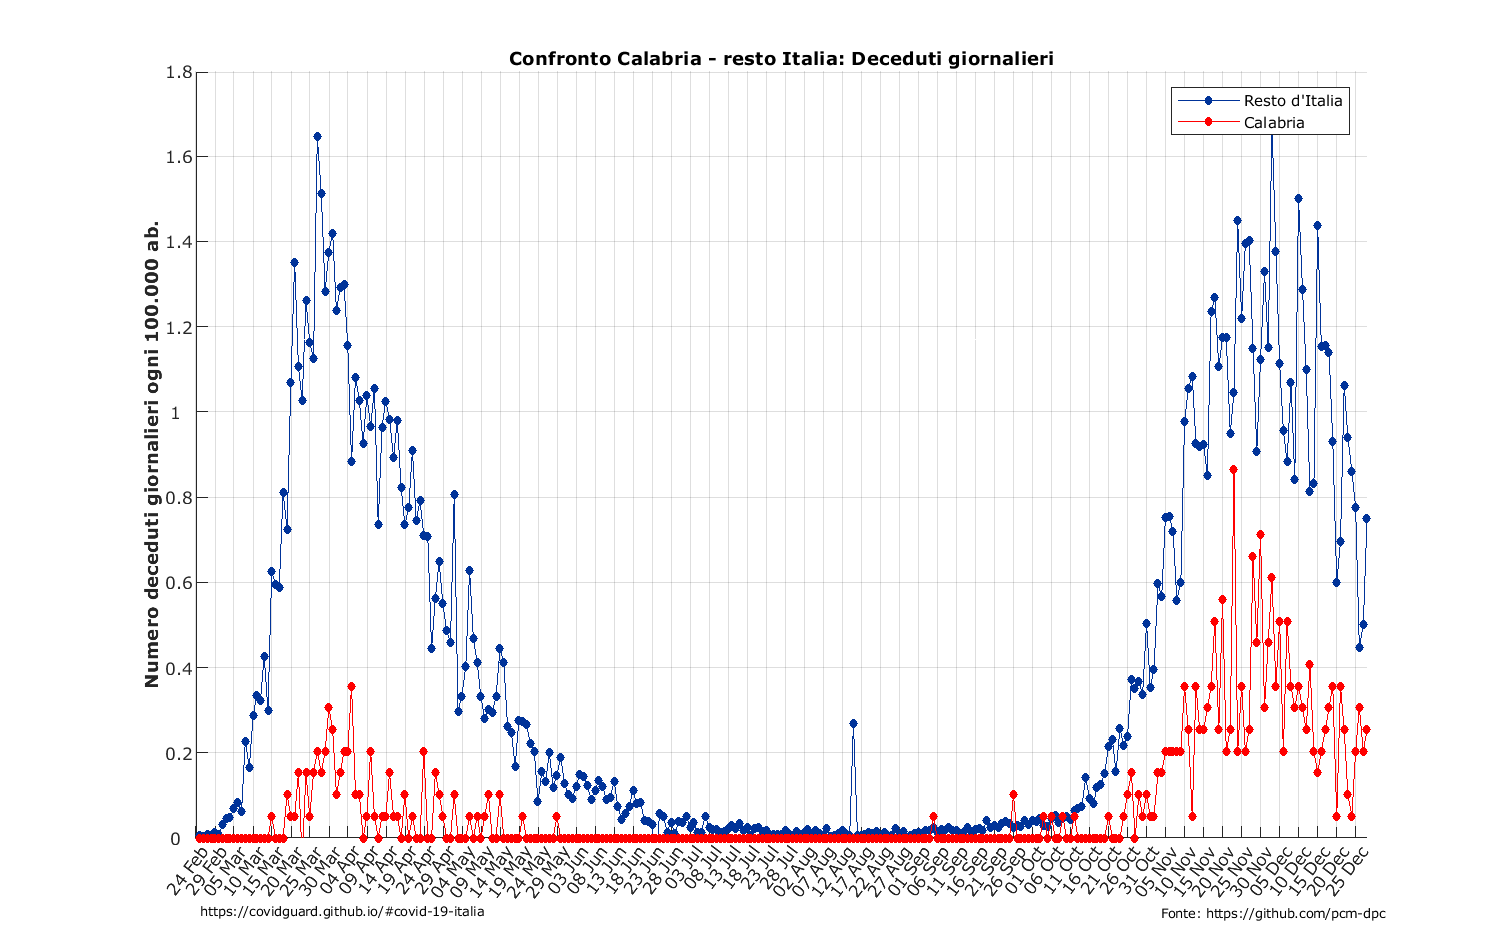 Confronto Calabria - resto Italia: Deceduti giornalieri
Numero deceduti giornalieri ogni 100.000 ab.
1.8
1.6
1.4
1.2
1
0.8
0.6
0.4
0.2
0
Resto d'Italia
Calabria
24 Feb
29 Feb
05 Mar
10 Mar
15 Mar
20 Mar
25 Mar
30 Mar
04 Apr
09 Apr
14 Apr
19 Apr
24 Apr
29 Apr
04 May
09 May
14 May
19 May
24 May
29 May
03 Jun
08 Jun
13 Jun
18 Jun
23 Jun
28 Jun
03 Jul
08 Jul
13 Jul
18 Jul
23 Jul
28 Jul
02 Aug
07 Aug
12 Aug
17 Aug
22 Aug
27 Aug
01 Sep
06 Sep
11 Sep
16 Sep
21 Sep
26 Sep
01 Oct
06 Oct
11 Oct
16 Oct
21 Oct
26 Oct
31 Oct
05 Nov
10 Nov
15 Nov
20 Nov
25 Nov
30 Nov
05 Dec
10 Dec
15 Dec
20 Dec
25 Dec
https://covidguard.github.io/#covid-19-italia
Fonte: https://github.com/pcm-dpc